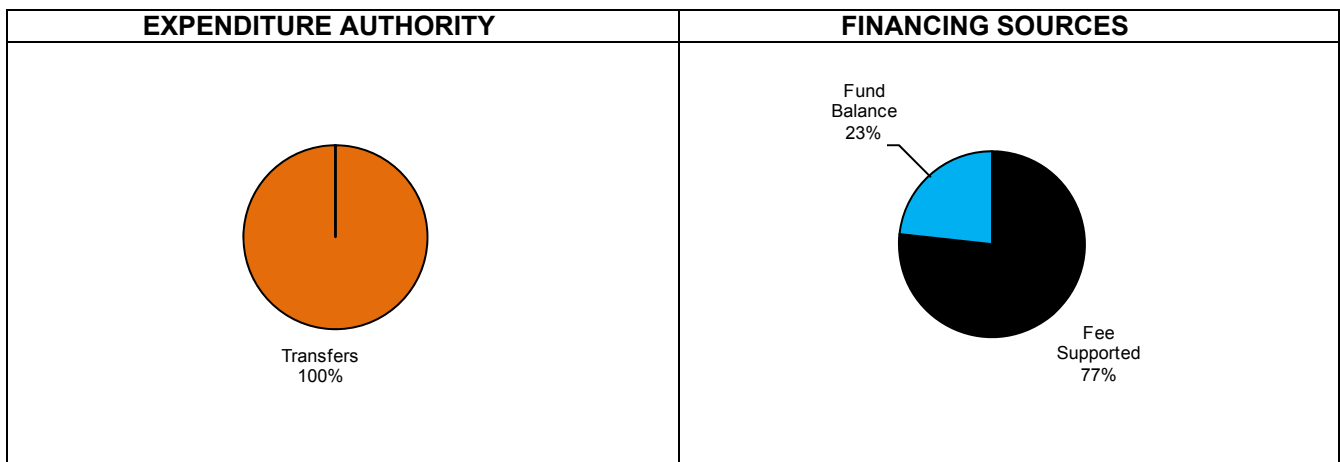 EXPENDITURE AUTHORITY
FINANCING SOURCES
Transfers
100%
Fund
Balance
23%
Fee
Supported
77%